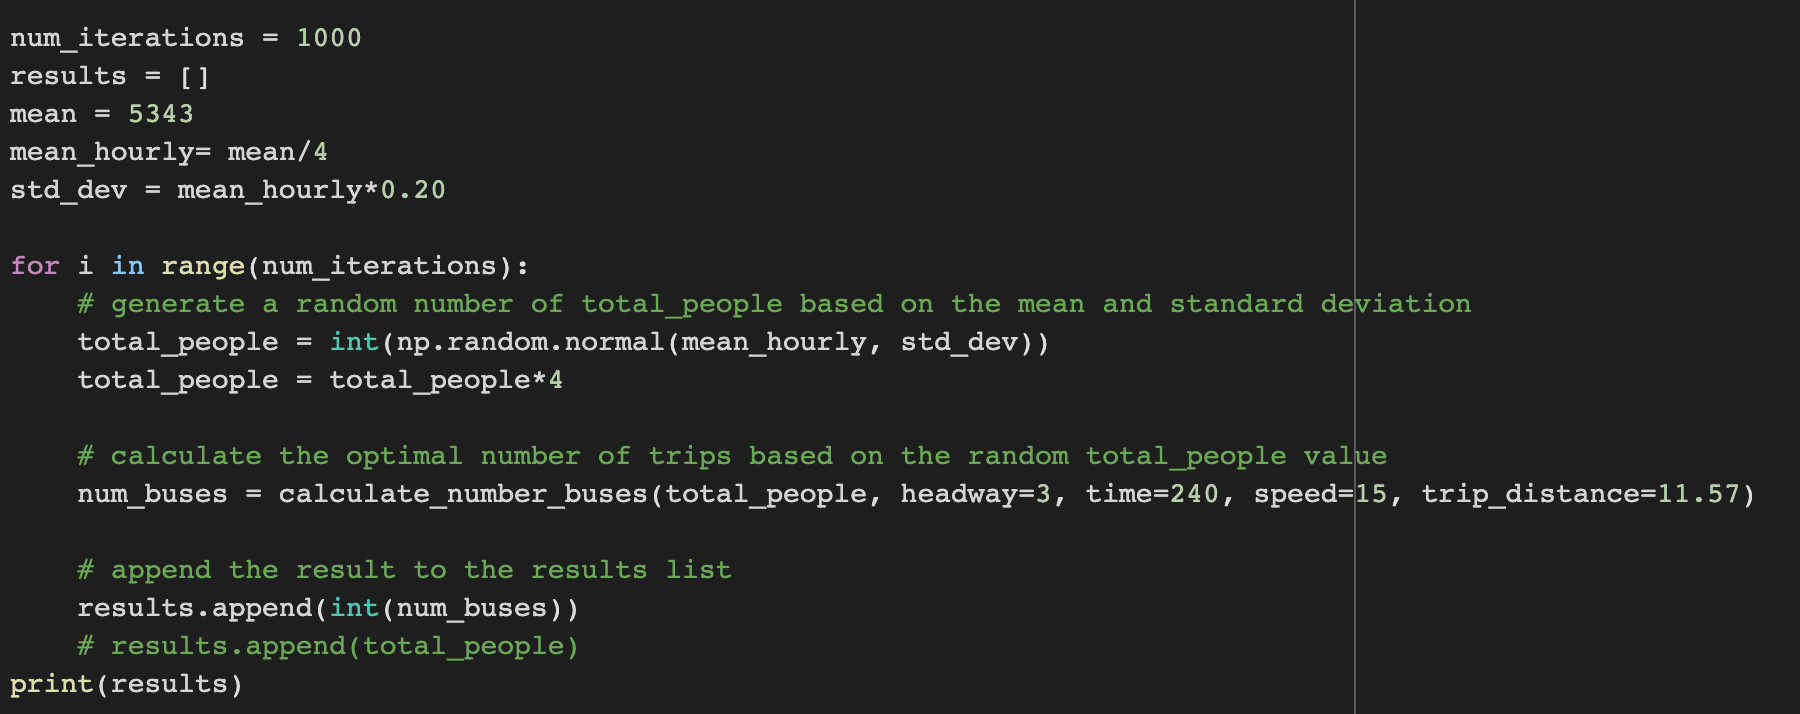 num_iterations = 1000
results = []
mean = 5343
mean_hourly= mean/4
std_dev = mean_hourly*0.20
for i in range(num_iterations):
# generate a random number of total_people based on the mean and standard deviation
total_people = int(np.random.normal(mean_hourly, std_dev))
total_people = total_people*4
# calculate the optimal number of trips based on the random total_people value
num_buses = calculate_number_buses(total_people, headway=3, time=240, speed=15, trip_distance=11.57)
# append the result to the results list
results.append(int(num_buses))
# results.append(total_people)
print(results)